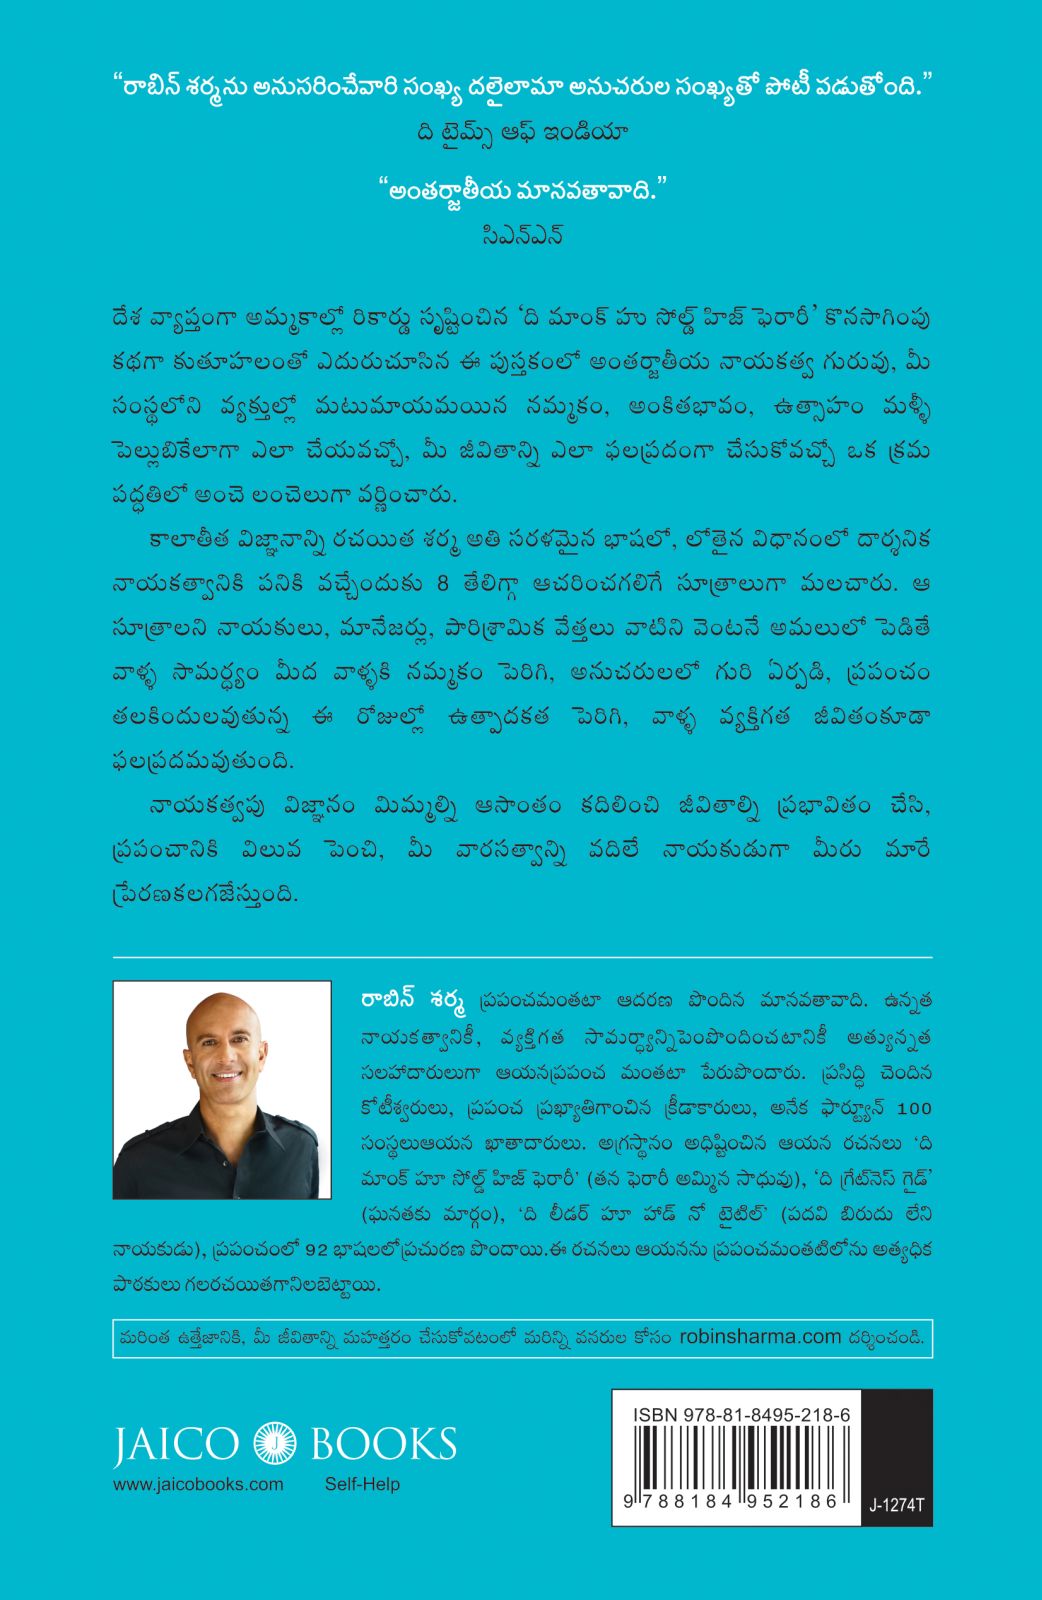 “రాబిన్ శర్మను అనుసరించేవారి సంఖ్య దలైలామా అనుచరుల సంఖ్యతో పోటీ పడుతోంది.”
ది టైమ్స్ ఆఫ్ ఇండియా
“అంతర్జాతీయ మానవతావాది.”
సిఎన్ఎన్
దేశ వ్యాప్తంగా అమ్మకాల్లో రికార్డు సృష్టించిన ‘ది మాంక్ హు సోల్డ్ హిజ్ ఫెరారీ’ కొనసాగింపు
కథగా కుతూహలంతో ఎదురుచూసిన ఈ పుస్తకంలో అంతర్జాతీయ నాయకత్వ గురువు, మీ
సంస్థలోని వ్యక్తుల్లో మటుమాయమయిన నమ్మకం, అంకితభావం, ఉత్సాహం మళ్ళీ
పెల్లుబికేలాగా ఎలా చేయవచ్చో, మీ జీవితాన్ని ఎలా ఫలప్రదంగా చేసుకోవచ్చో ఒక క్రమ
పద్ధతిలో అంచె లంచెలుగా వర్ణించారు.
కాలాతీత విజ్ఞానాన్ని రచయిత శర్మ అతి సరళమైన భాషలో, లోతైన విధానంలో దార్శనిక
నాయకత్వానికి పనికి వచ్చేందుకు 8 తేలిగ్గా ఆచరించగలిగే సూత్రాలుగా మలచారు. ఆ
సూత్రాలని నాయకులు, మానేజర్లు, పారిశ్రామిక వేత్తలు వాటిని వెంటనే అమలులో పెడితే
వాళ్ళ సామర్ధ్యం మీద వాళ్ళకి నమ్మకం పెరిగి, అనుచరులలో గురి ఏర్పడి, ప్రపంచం
తలకిందులవుతున్న ఈ రోజుల్లో ఉత్పాదకత పెరిగి, వాళ్ళ వ్యక్తిగత జీవితంకూడా
ఫలప్రదమవుతుంది.
నాయకత్వపు విజ్ఞానం మిమ్మల్ని ఆసాంతం కదిలించి జీవితాల్ని ప్రభావితం చేసి,
ప్రపంచానికి విలువ పెంచి, మీ వారసత్వాన్ని వదిలే నాయకుడుగా మీరు మారే
ప్రేరణకలగజేస్తుంది.
రాబిన్ శర్మ ప్రపంచమంతటా ఆదరణ పొందిన మానవతావాది. ఉన్నత
నాయకత్వానికీ, వ్యక్తిగత సామర్ధ్యాన్నిపెంపొందించటానికీ అత్యున్నత
సలహాదారులుగా ఆయనప్రపంచ మంతటా పేరుపొందారు. ప్రసిద్ధి చెందిన
కోటీశ్వరులు, ప్రపంచ ప్రఖ్యాతిగాంచిన క్రీడాకారులు, అనేక ఫార్ట్యూన్ 100
సంస్థలుఆయన ఖాతాదారులు. అగ్రస్థానం అధిష్టించిన ఆయన రచనలు ‘ది
మాంక్ హూ సోల్డ్ హిజ్ ఫెరారీ’ (తన ఫెరారీ అమ్మిన సాధువు), ‘ది గ్రేట్‌నెస్ గైడ్’
(ఘనతకు మార్గం), ‘ది లీడర్ హూ హాడ్ నో టైటిల్’ (పదవి బిరుదు లేని
నాయకుడు), ప్రపంచంలో 92 భాషలలోప్రచురణ పొందాయి.ఈ రచనలు ఆయనను ప్రపంచమంతటిలోను అత్యధిక
పాఠకులు గలరచయితగానిలబెట్టాయి.
మరింత ఉత్తేజానికి, మీ జీవితాన్ని మహత్తరం చేసుకోవటంలో మరిన్ని వనరుల కోసం robinsharma.com దర్శించండి.
ISBN 978-81-8495-218-6
JAICO J BOOKS
www.jaicobooks.com Self-Help
9 788184 952186
J-1274T